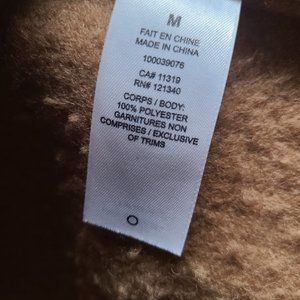 M
FAIT EN CHINE
MADE IN CHINA
100039076
CA# 11319
RN# 121340
CORPS / BODY:
100% POLYESTER
GARNITURES NON
COMPRISES / EXCLUSIVE
OF TRIMS